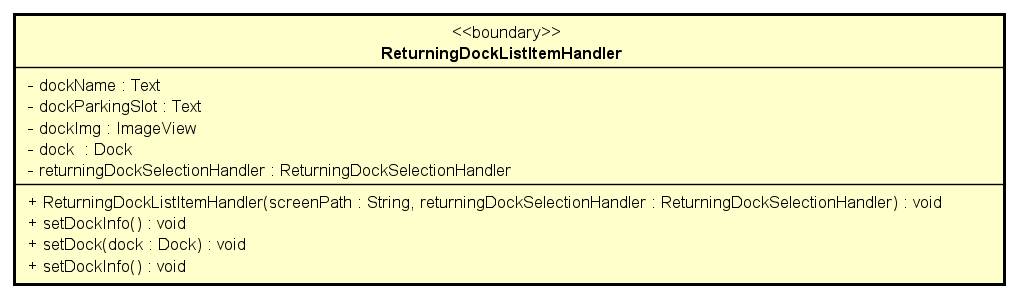 <<boundary>>
ReturningDockListItemHandler
- dockName : Text
- dockParkingSlot : Text
- dockImg : ImageView
- dock : Dock
- returningDockSelectionHandler : ReturningDockSelectionHandler
+ ReturningDockListItemHandler(screenPath : String, returningDockSelectionHandler : ReturningDockSelectionHandler) : void
+ setDockInfo() : void
+ setDock(dock : Dock) : void
+ setDockInfo() : void